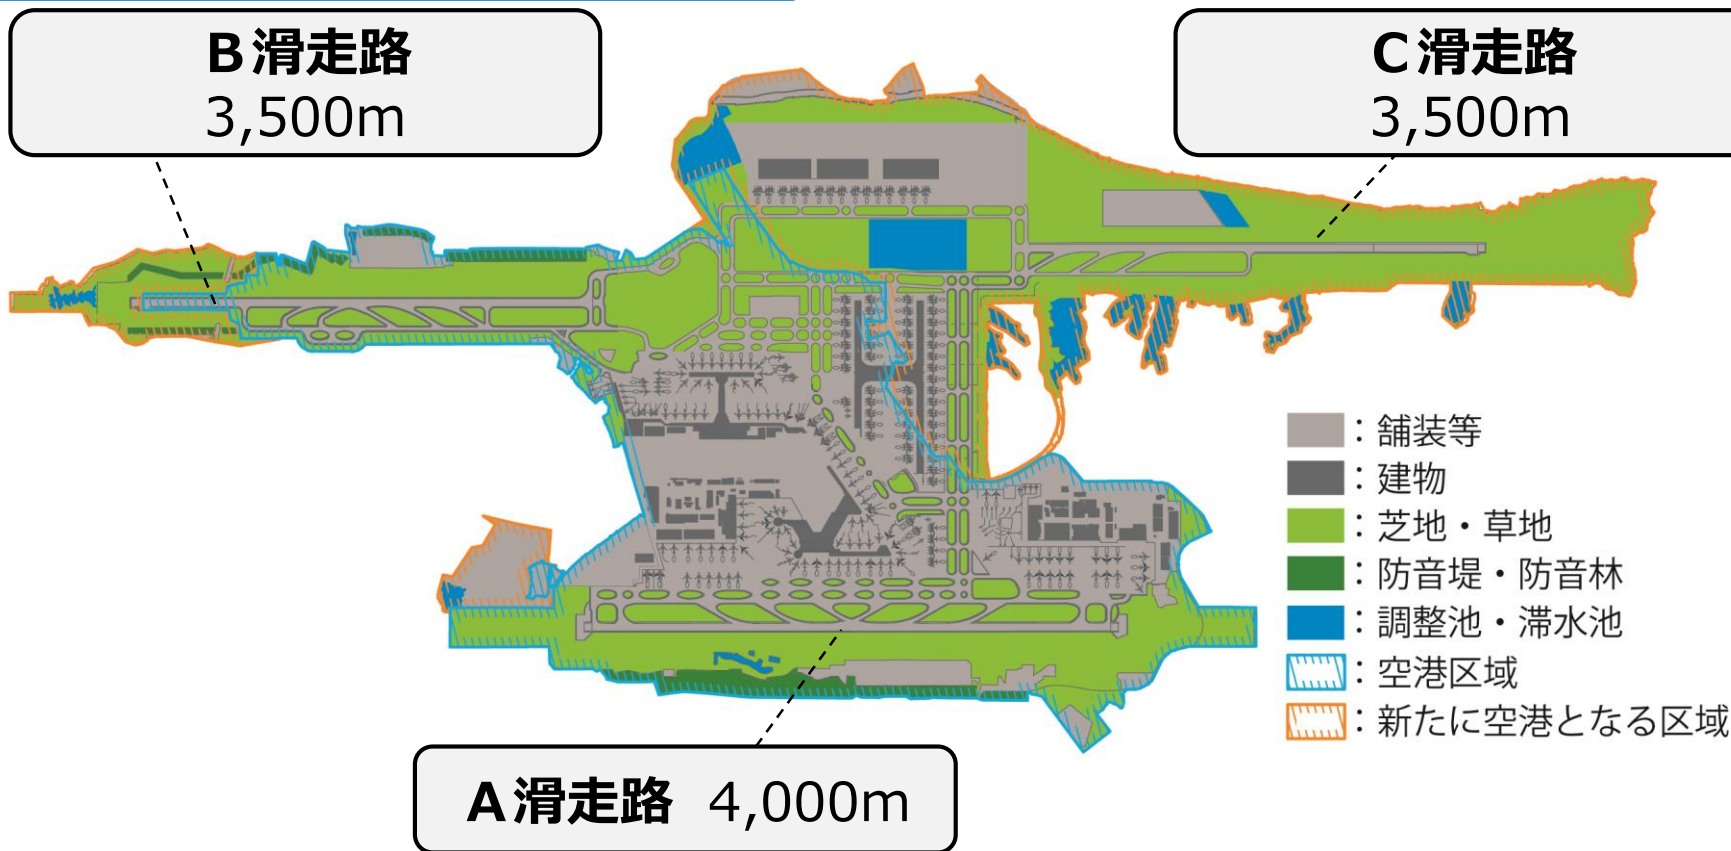 B滑走路
3,500m
C滑走路
3,500m
：舗装等
：建物
：芝地・草地
：防音堤・防音林
：調整池・滞水池
：空港区域
：新たに空港となる区域
A滑走路 4,000m